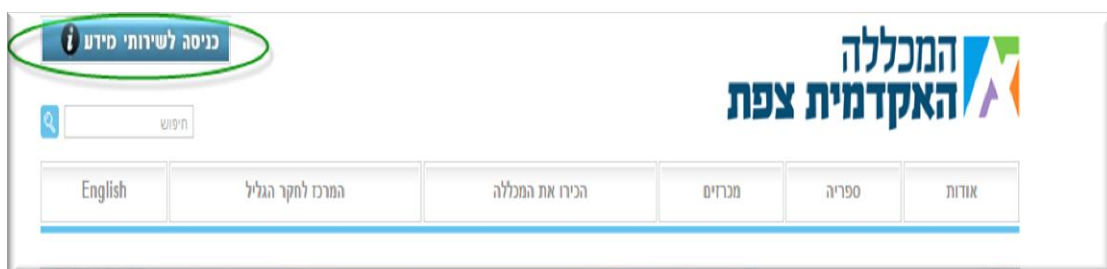 כניסה לשירותי מידע
המכללה
האקדמית צפת
חיפוש
אודות
ספריה
מכרזים
הכירו את המכללה
המרכז לחקר הגליל
English